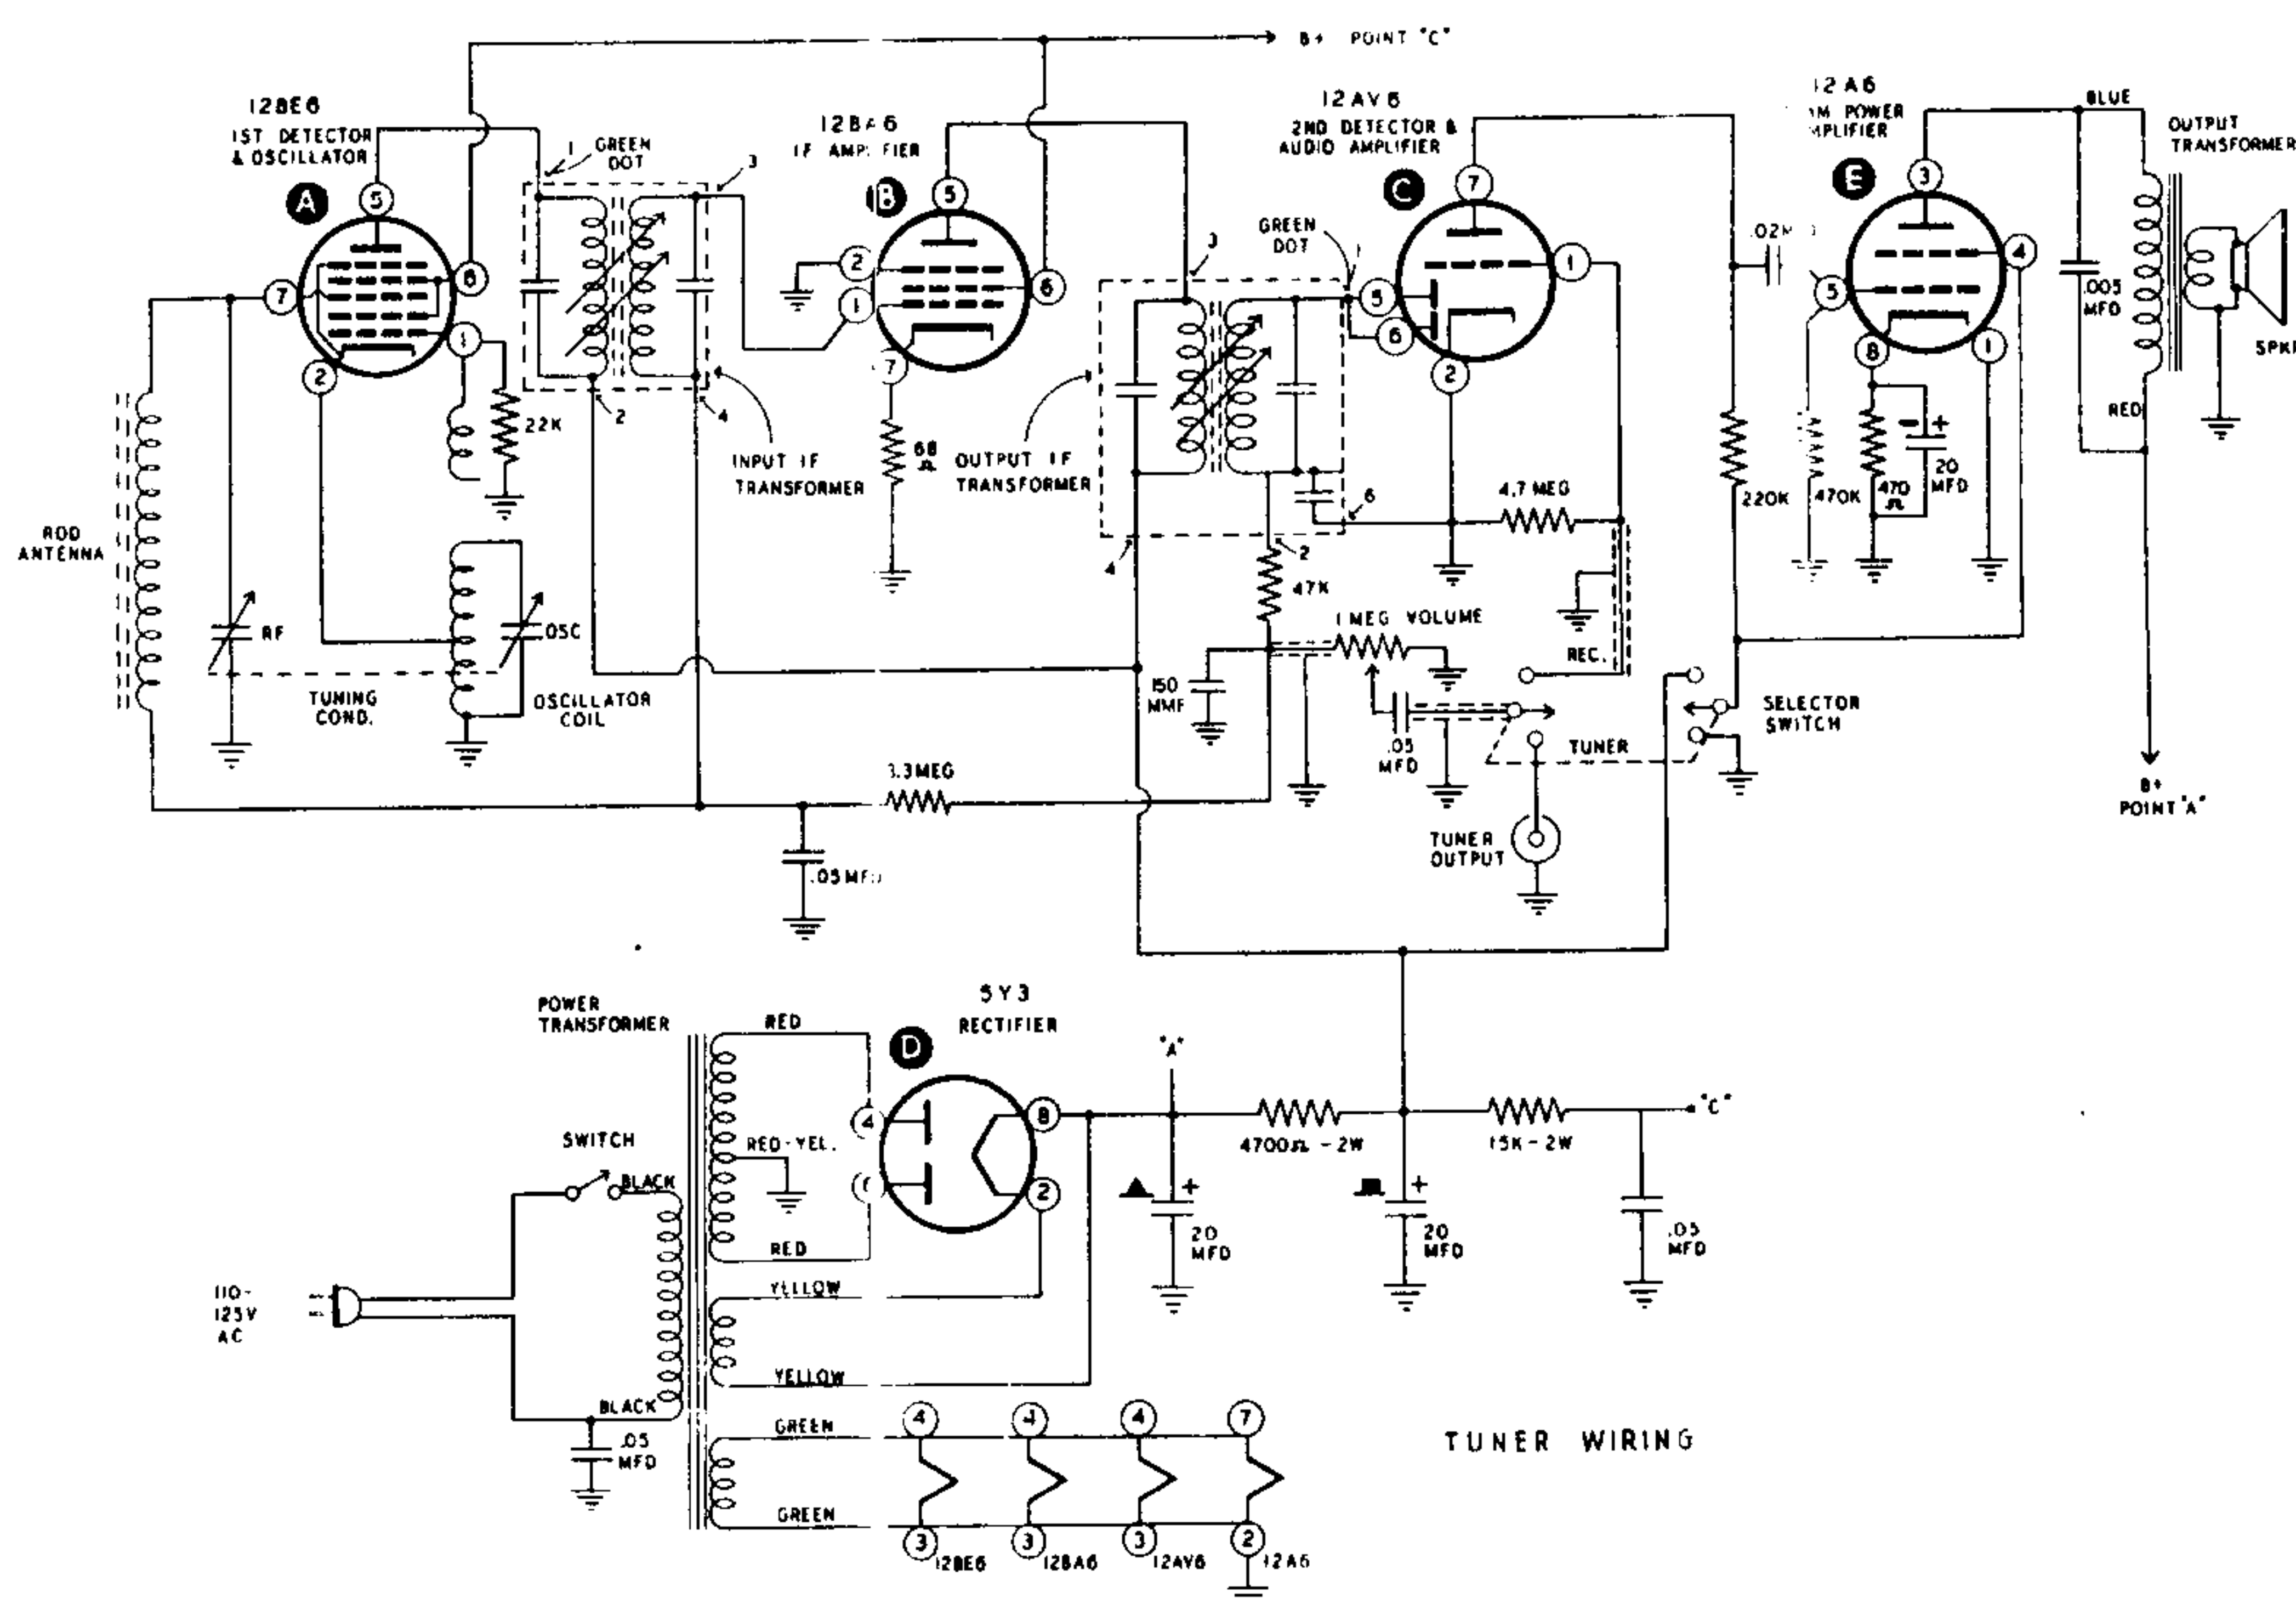 B+ POINT "C"
12BE6
1ST DETECTOR
& OSCILLATOR
A
5
7
6
1
2
1
GREEN
DOT
3
2
4
INPUT IF
TRANSFORMER
22K
ROD
ANTENNA
RF
OSC
TUNING
COND.
OSCILLATOR
COIL
12BA6
IF AMPLIFIER
B
5
2
1
6
7
68
Ω
OUTPUT IF
TRANSFORMER
3
GREEN
DOT
1
6
4
2
47K
12AV6
2ND DETECTOR &
AUDIO AMPLIFIER
C
7
1
5
6
2
4.7 MEG
1 MEG VOLUME
150
MMF
.05
MFD
REC.
TUNER
TUNER
OUTPUT
SELECTOR
SWITCH
3.3MEG
.05MFD
12A6
POWER
E
3
4
5
8
1
BLUE
OUTPUT
TRANSFORMER
.005
MFD
RED
220K
470K
470
Ω
- +
20
MFD
B+
POINT "A"
POWER
TRANSFORMER
5Y3
RECTIFIER
D
RED
RED-YEL.
RED
4
8
2
"A"
4700Ω - 2W
15K - 2W
"C"
+
20
MFD
+
20
MFD
.05
MFD
SWITCH
BLACK
BLACK
110-
125V
AC
.05
MFD
YELLOW
YELLOW
GREEN
GREEN
4
4
4
7
3
3
3
2
12BE6
12BA6
12AV6
12A6
TUNER WIRING